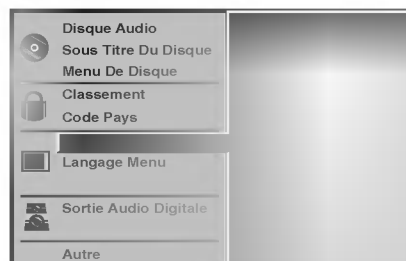 Disque Audio
Sous Titre Du Disque
Menu De Disque
Classement
Code Pays
Langage Menu
Sortie Audio Digitale
Autre